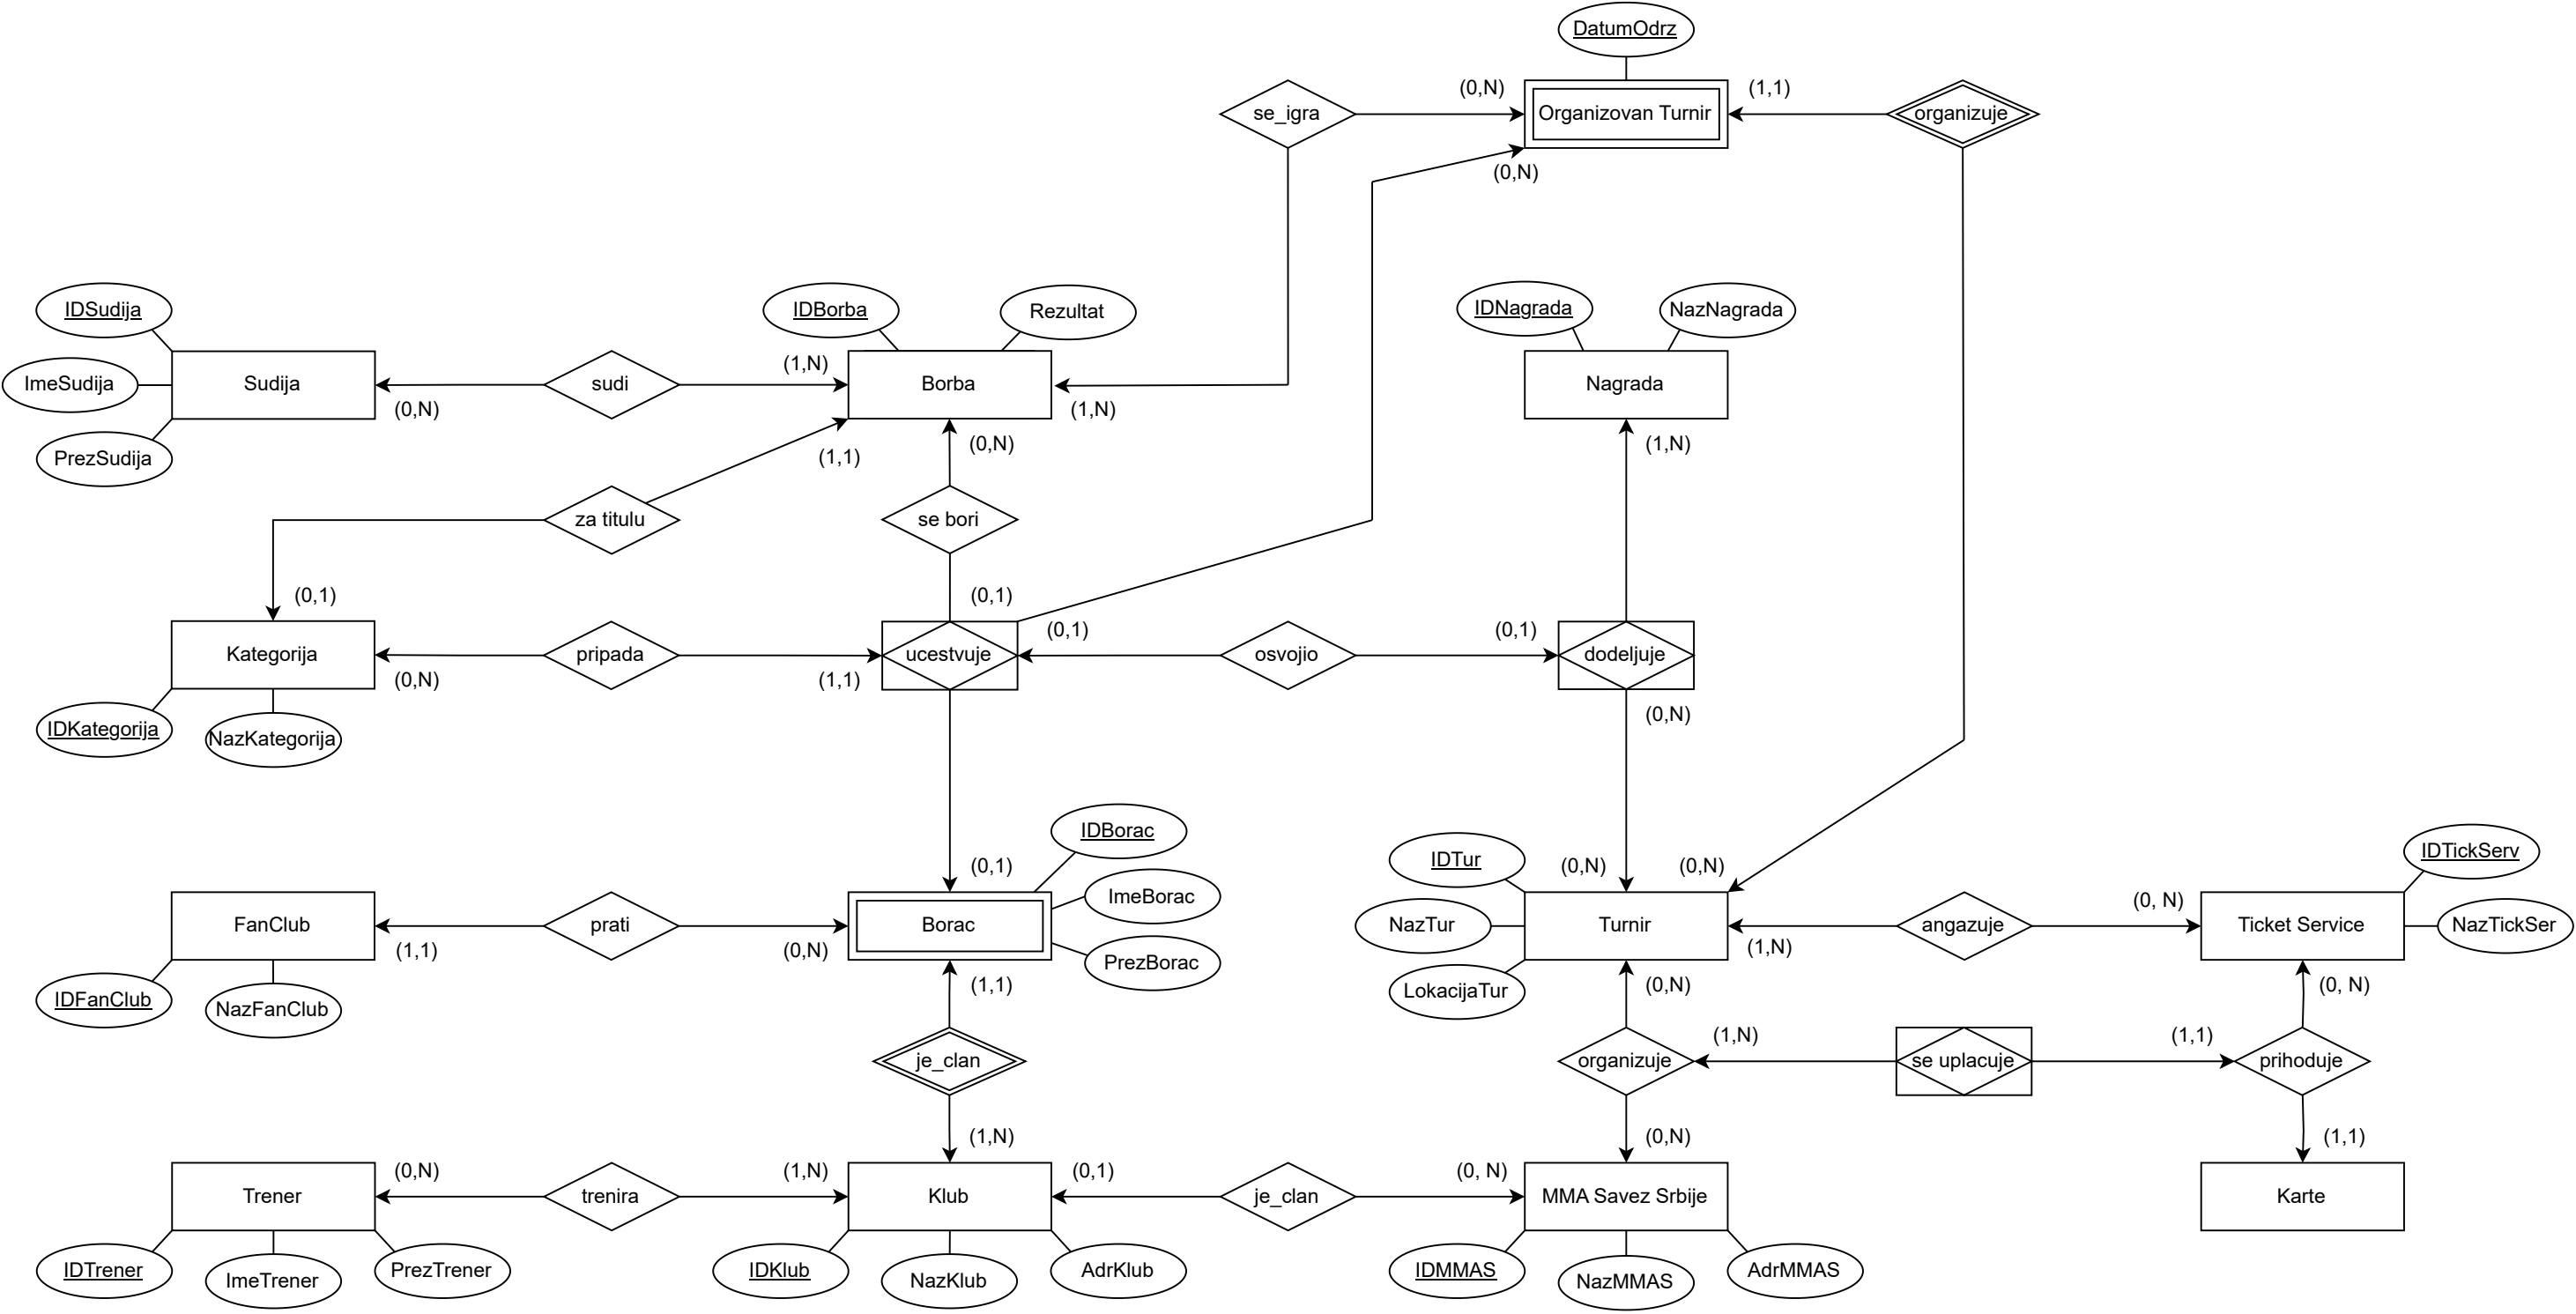 DatumOdrz
(0,N)
(1,1)
se_igra
Organizovan Turnir
organizuje
(0,N)
IDSudija
IDBorba
Rezultat
IDNagrada
NazNagrada
ImeSudija
Sudija
sudi
(1,N)
Borba
Nagrada
(0,N)
(1,N)
PrezSudija
(1,1)
(0,N)
(1,N)
za titulu
se bori
(0,1)
(0,1)
(0,1)
(0,1)
Kategorija
pripada
ucestvuje
osvojio
dodeljuje
(0,N)
(1,1)
IDKategorija
NazKategorija
(0,N)
IDBorac
IDTur
IDTickServ
(0,1)
(0,N)
(0,N)
ImeBorac
(0, N)
FanClub
prati
Borac
NazTur
Turnir
angazuje
Ticket Service
NazTickSer
(1,1)
(0,N)
PrezBorac
(1,N)
IDFanClub
NazFanClub
(1,1)
LokacijaTur
(0,N)
(0, N)
(1,N)
(1,1)
je_clan
organizuje
se uplacuje
prihoduje
(1,N)
(0,N)
(1,1)
(0,N)
(1,N)
(0,1)
(0, N)
Trener
trenira
Klub
je_clan
MMA Savez Srbije
Karte
IDTrener
ImeTrener
PrezTrener
IDKlub
NazKlub
AdrKlub
IDMMAS
NazMMAS
AdrMMAS